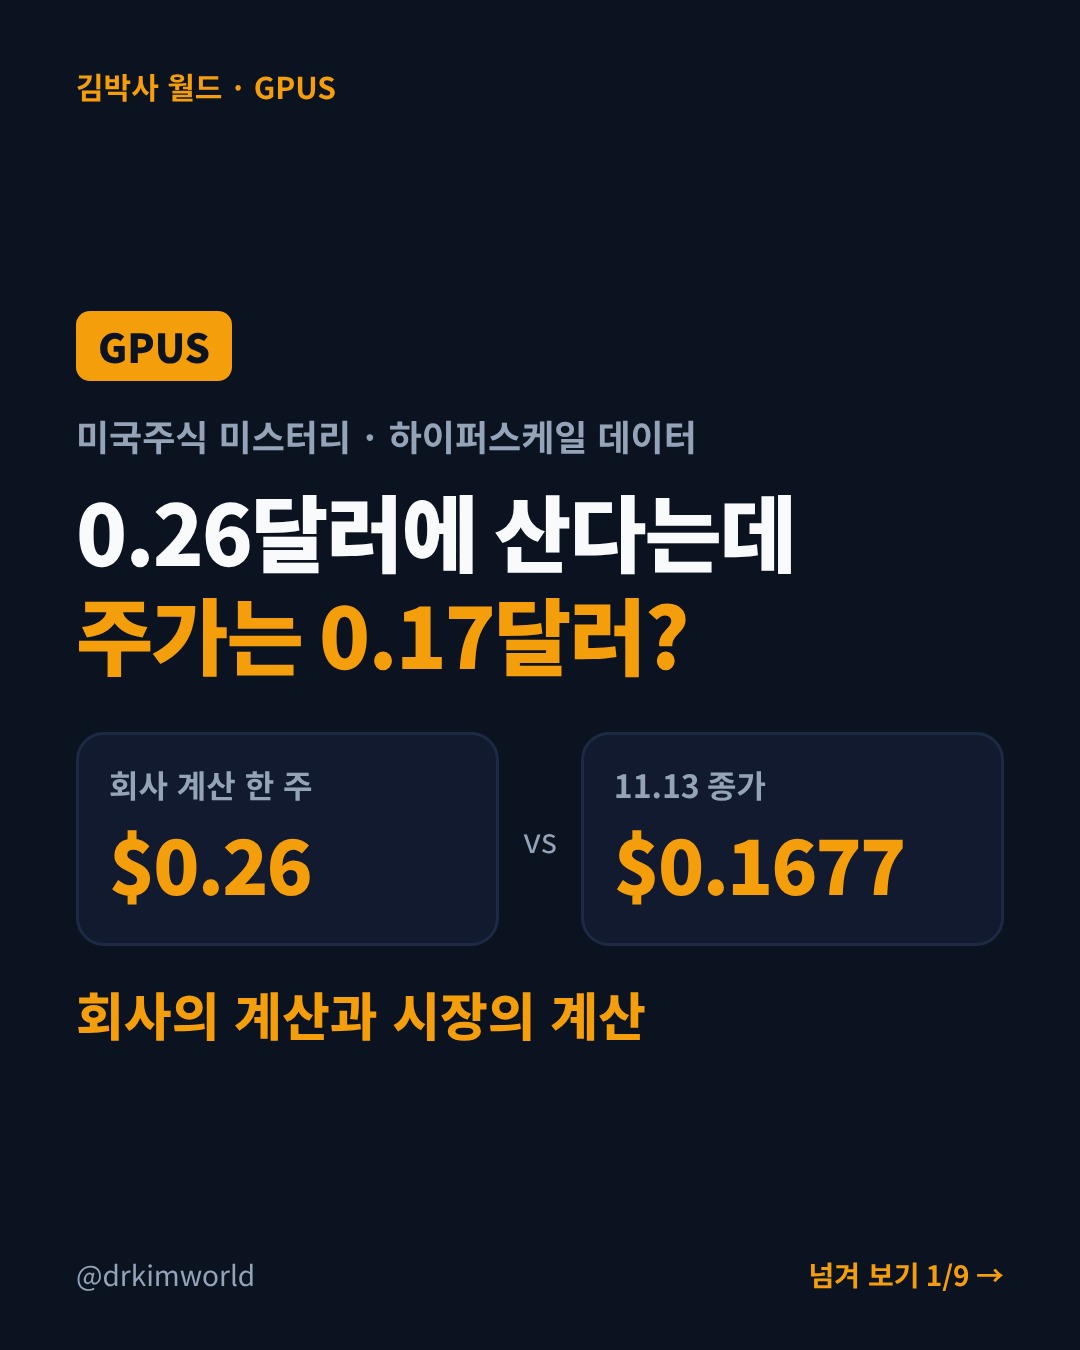 김박사 월드 · GPUS
GPUS
미국주식 미스터리 · 하이퍼스케일 데이터
0.26달러에 산다는데
주가는 0.17달러?
회사 계산 한 주
$0.26
vs
11.13 종가
$0.1677
회사의 계산과 시장의 계산
@drkimworld
넘겨 보기 1/9 →